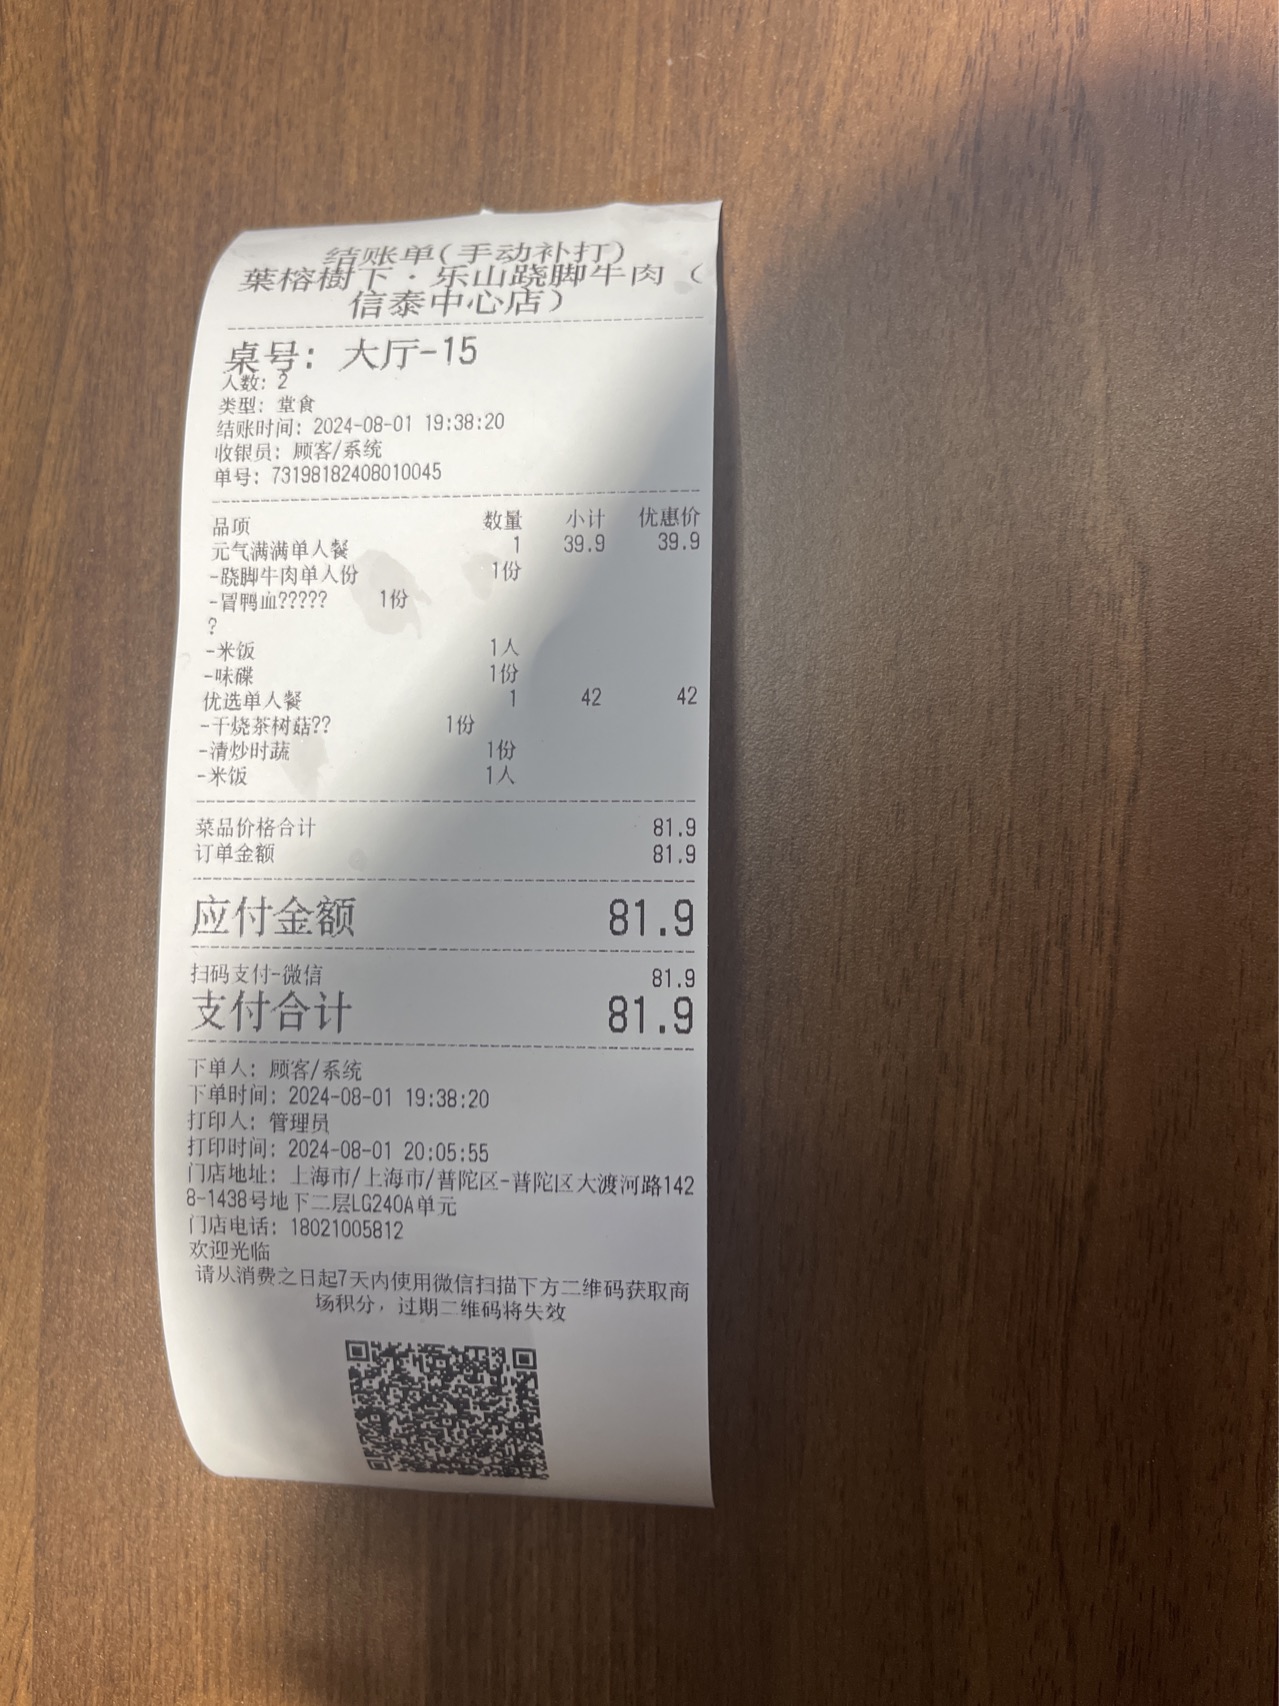 结账单(手动补打)
葉榕樹下·乐山跷脚牛肉（
信泰中心店）
桌号: 大厅-15
人数: 2
类型: 堂食
结账时间: 2024-08-01 19:38:20
收银员: 顾客/系统
单号: 73198182408010045
品项 数量 小计 优惠价
元气满满单人餐 1 39.9 39.9
-跷脚牛肉单人份 1份
-冒鸭血????? 1份
?
-米饭 1人
-味碟 1份
优选单人餐 1 42 42
-干烧茶树菇?? 1份
-清炒时蔬 1份
-米饭 1人
菜品价格合计 81.9
订单金额 81.9
应付金额 81.9
扫码支付-微信 81.9
支付合计 81.9
下单人: 顾客/系统
下单时间: 2024-08-01 19:38:20
打印人: 管理员
打印时间: 2024-08-01 20:05:55
门店地址: 上海市/上海市/普陀区-普陀区大渡河路142
8-1438号地下二层LG240A单元
门店电话: 18021005812
欢迎光临
请从消费之日起7天内使用微信扫描下方二维码获取商
场积分，过期二维码将失效